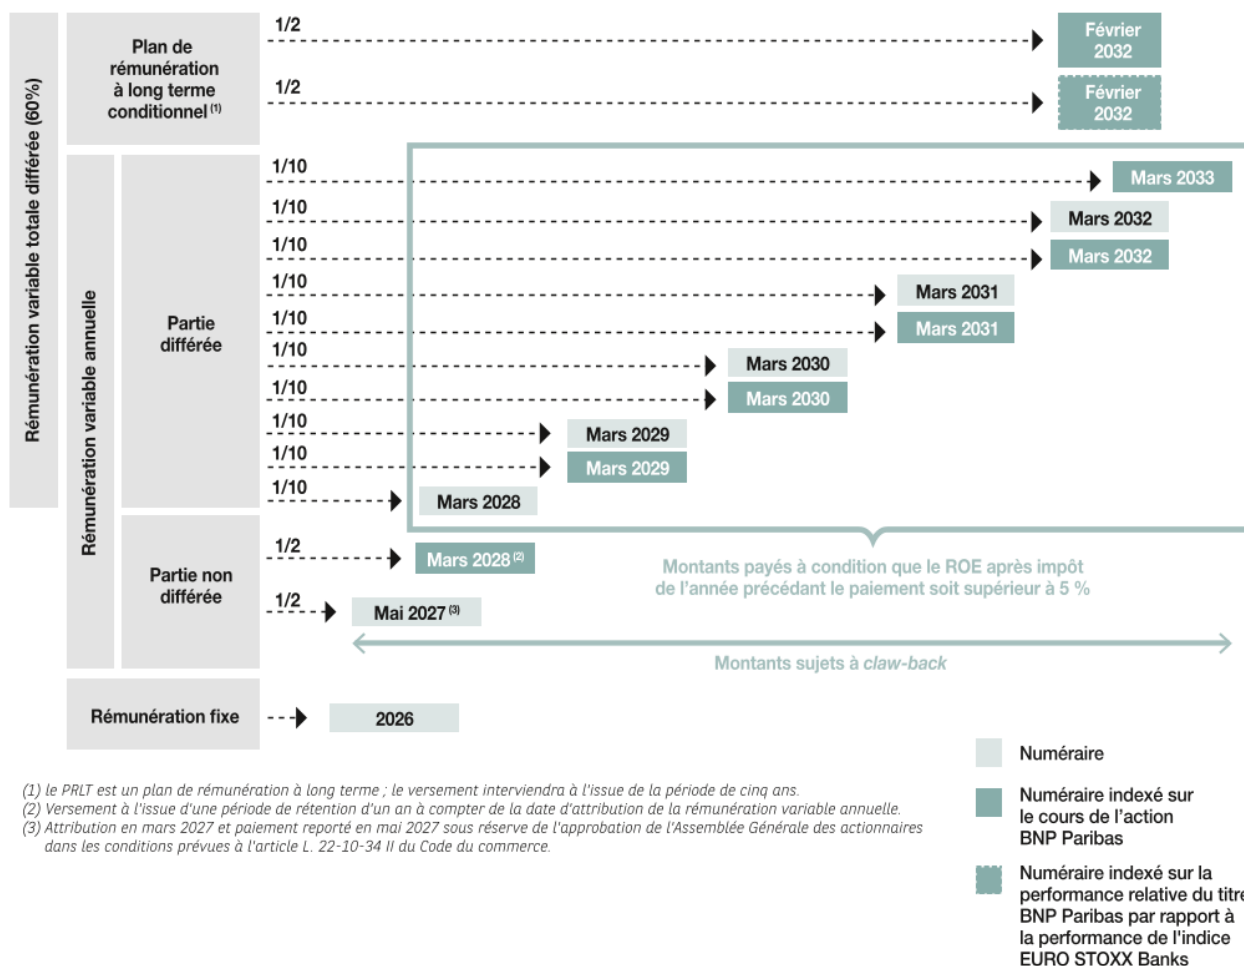 Rémunération variable totale différée (60%)
Plan de
rémunération
à long terme
conditionnel (1)
1/2
Février
2032
1/2
Février
2032
Rémunération variable annuelle
Partie
différée
1/10
Mars 2033
1/10
Mars 2032
1/10
Mars 2032
1/10
Mars 2031
1/10
Mars 2031
1/10
Mars 2030
1/10
Mars 2030
1/10
Mars 2029
1/10
Mars 2029
1/10
Mars 2028
Partie non
différée
1/2
Mars 2028 (2)
1/2
Mai 2027 (3)
Montants payés à condition que le ROE après impôt
de l'année précédant le paiement soit supérieur à 5 %
Montants sujets à claw-back
Rémunération fixe
2026
(1) le PRLT est un plan de rémunération à long terme ; le versement interviendra à l'issue de la période de cinq ans.
(2) Versement à l'issue d'une période de rétention d'un an à compter de la date d'attribution de la rémunération variable annuelle.
(3) Attribution en mars 2027 et paiement reporté en mai 2027 sous réserve de l'approbation de l'Assemblée Générale des actionnaires
dans les conditions prévues à l'article L. 22-10-34 II du Code du commerce.
Numéraire
Numéraire indexé sur
le cours de l'action
BNP Paribas
Numéraire indexé sur la
performance relative du titre
BNP Paribas par rapport à
la performance de l'indice
EURO STOXX Banks